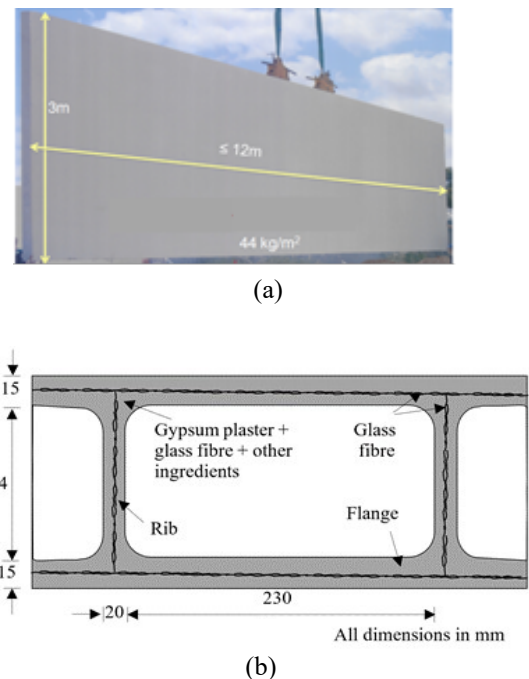 3m
≤ 12m
44 kg/m²
(a)
15
Gypsum plaster +
glass fibre + other
ingredients
Glass
fibre
4
Rib
Flange
15
20
230
All dimensions in mm
(b)